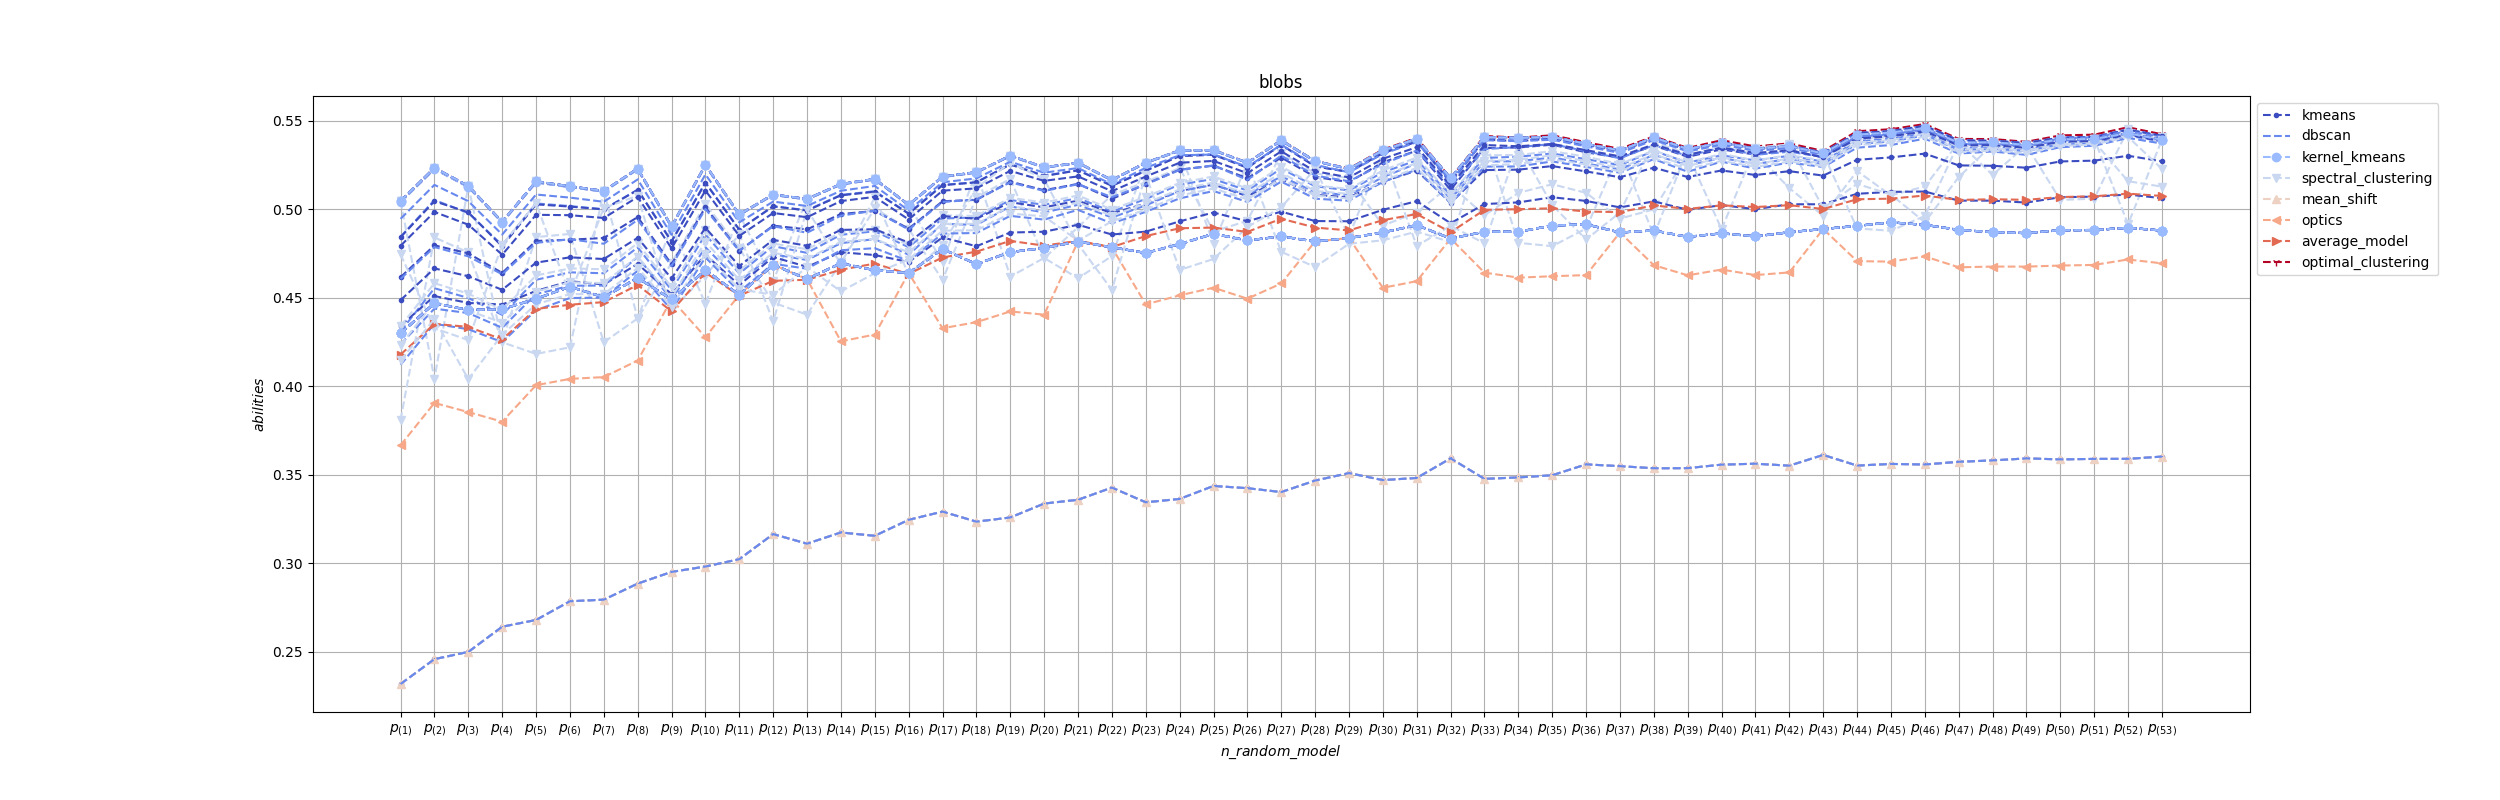 blobs
0.55
0.50
0.45
0.40
0.35
0.30
0.25
abilities
p(1) p(2) p(3) p(4) p(5) p(6) p(7) p(8) p(9) p(10) p(11) p(12) p(13) p(14) p(15) p(16) p(17) p(18) p(19) p(20) p(21) p(22) p(23) p(24) p(25) p(26) p(27) p(28) p(29) p(30) p(31) p(32) p(33) p(34) p(35) p(36) p(37) p(38) p(39) p(40) p(41) p(42) p(43) p(44) p(45) p(46) p(47) p(48) p(49) p(50) p(51) p(52) p(53)
n_random_model
kmeans
dbscan
kernel_kmeans
spectral_clustering
mean_shift
optics
average_model
optimal_clustering